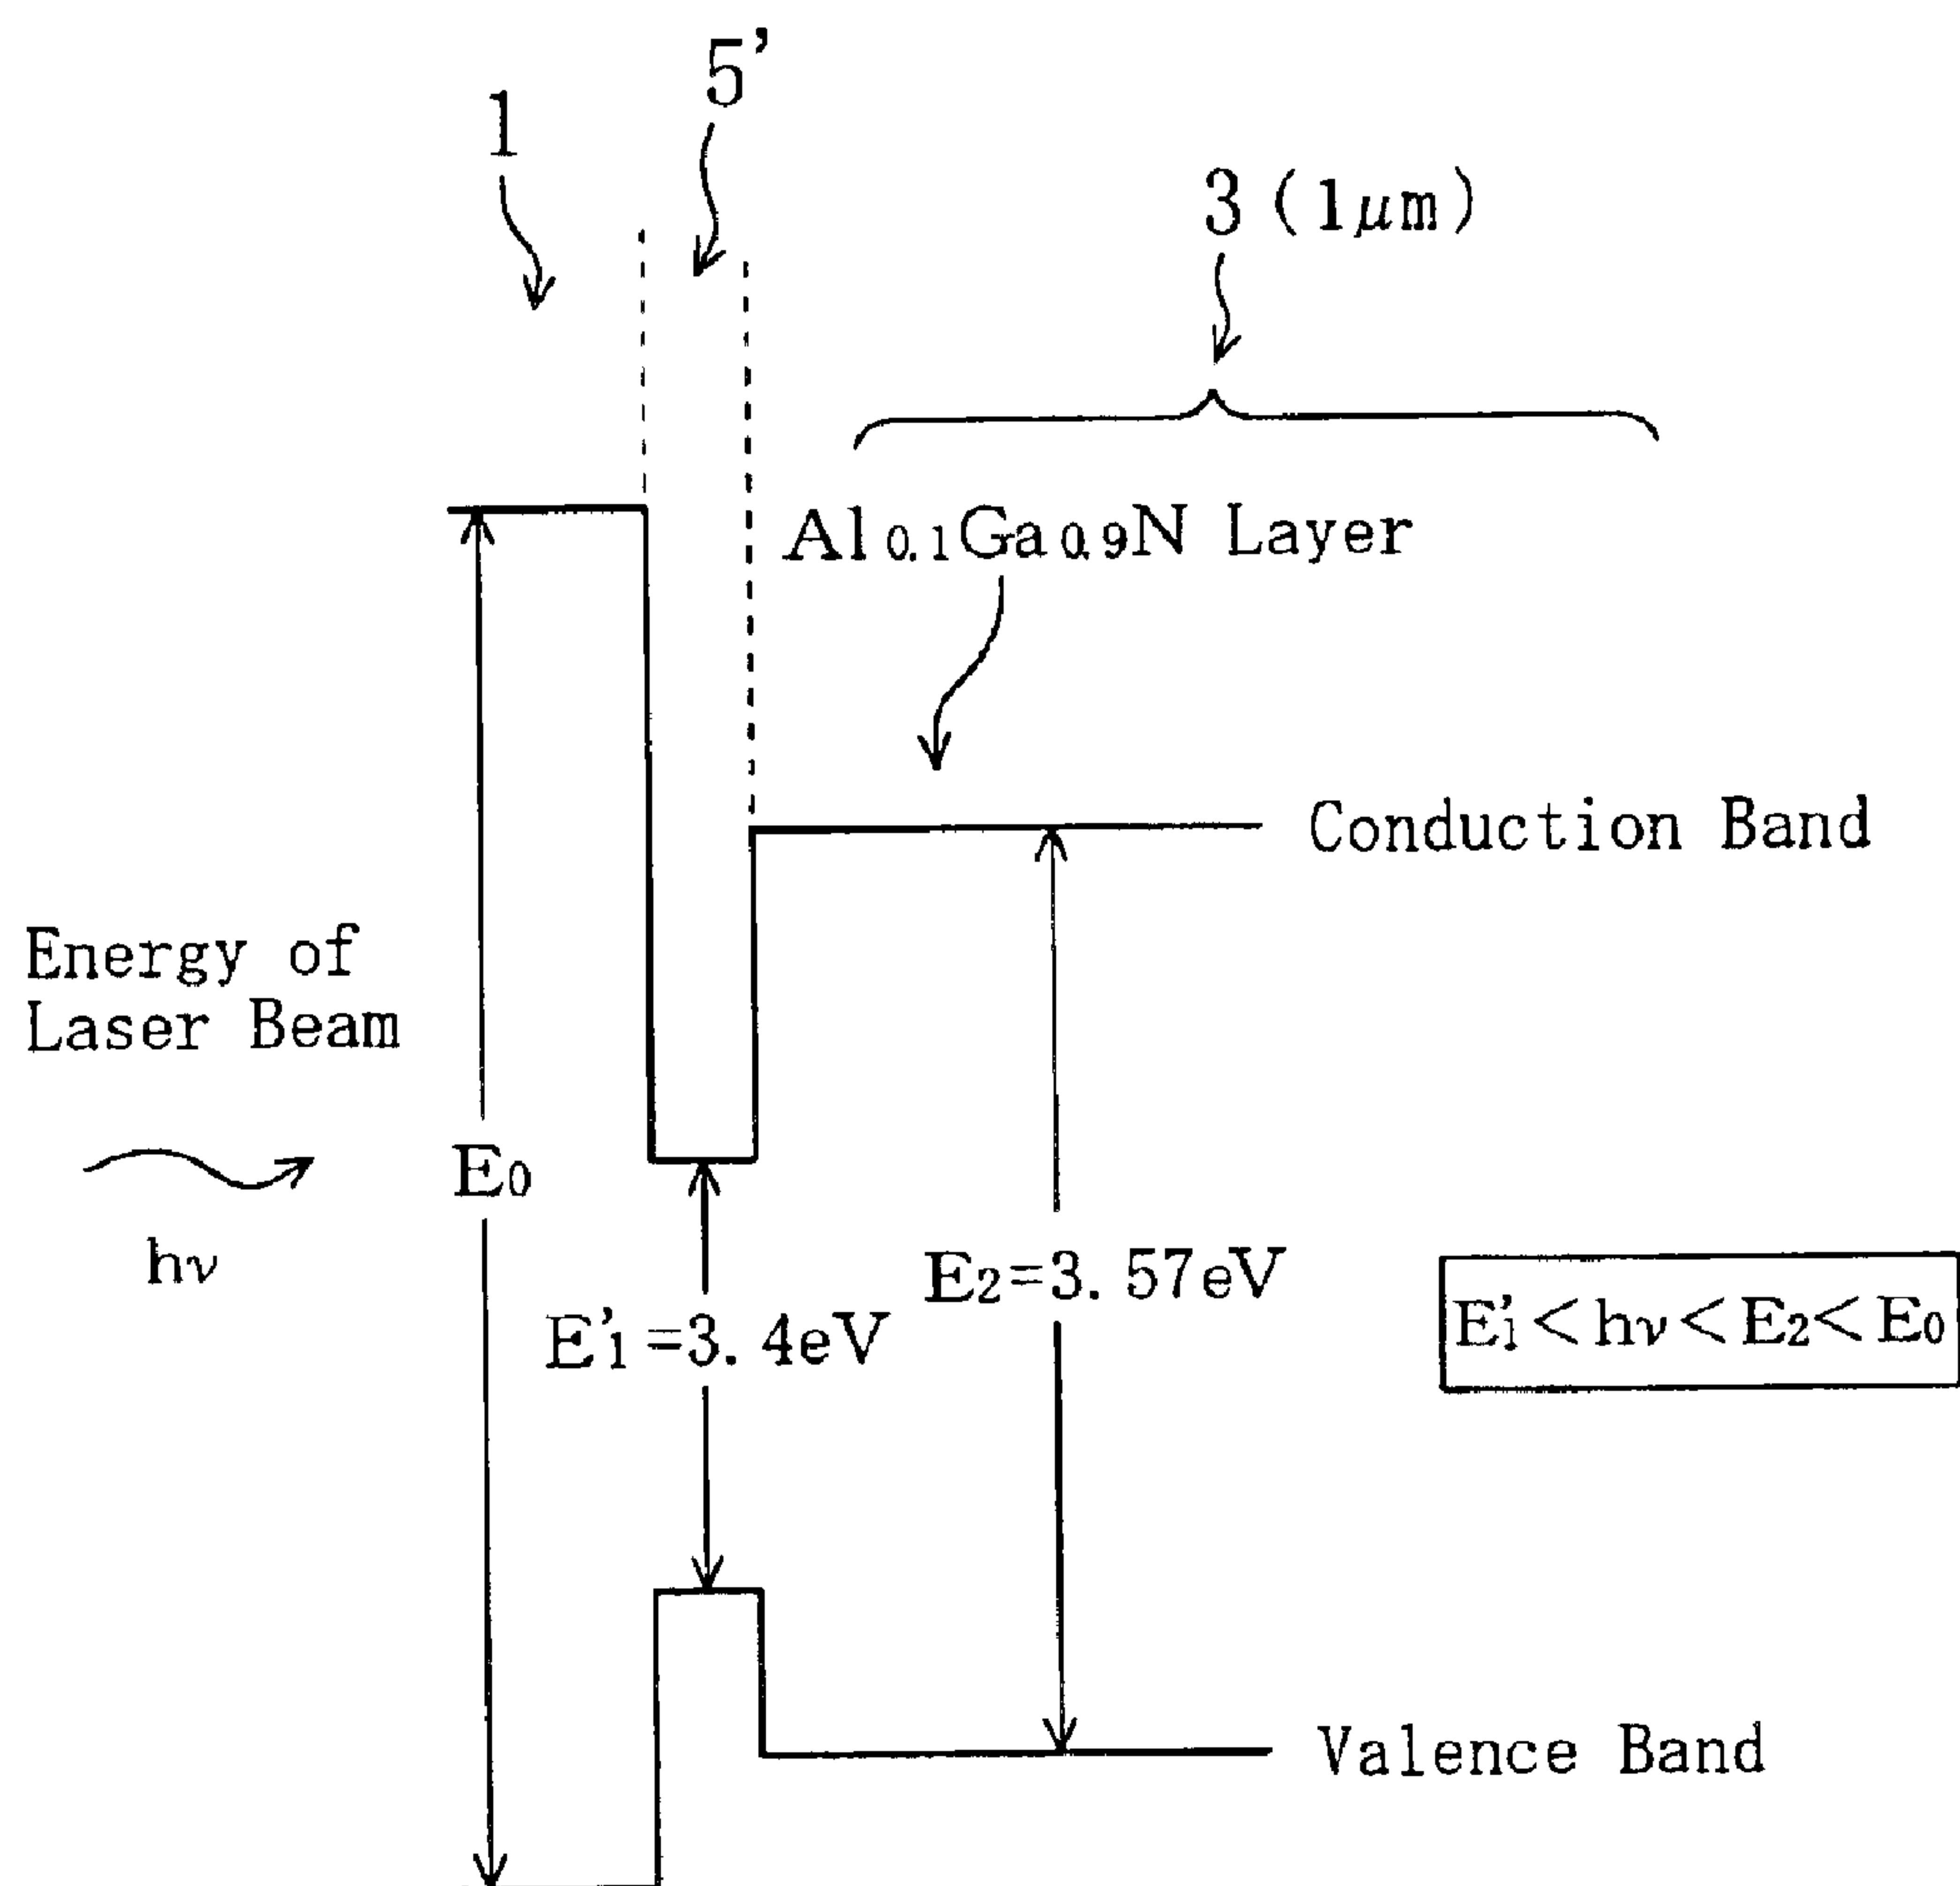 5'
1
3 (1μm)
Al0.1Ga0.9N Layer
Conduction Band
Energy of
Laser Beam
E0
hν
E2=3.57eV
E'1=3.4eV
E'1<hν<E2<E0
Valence Band